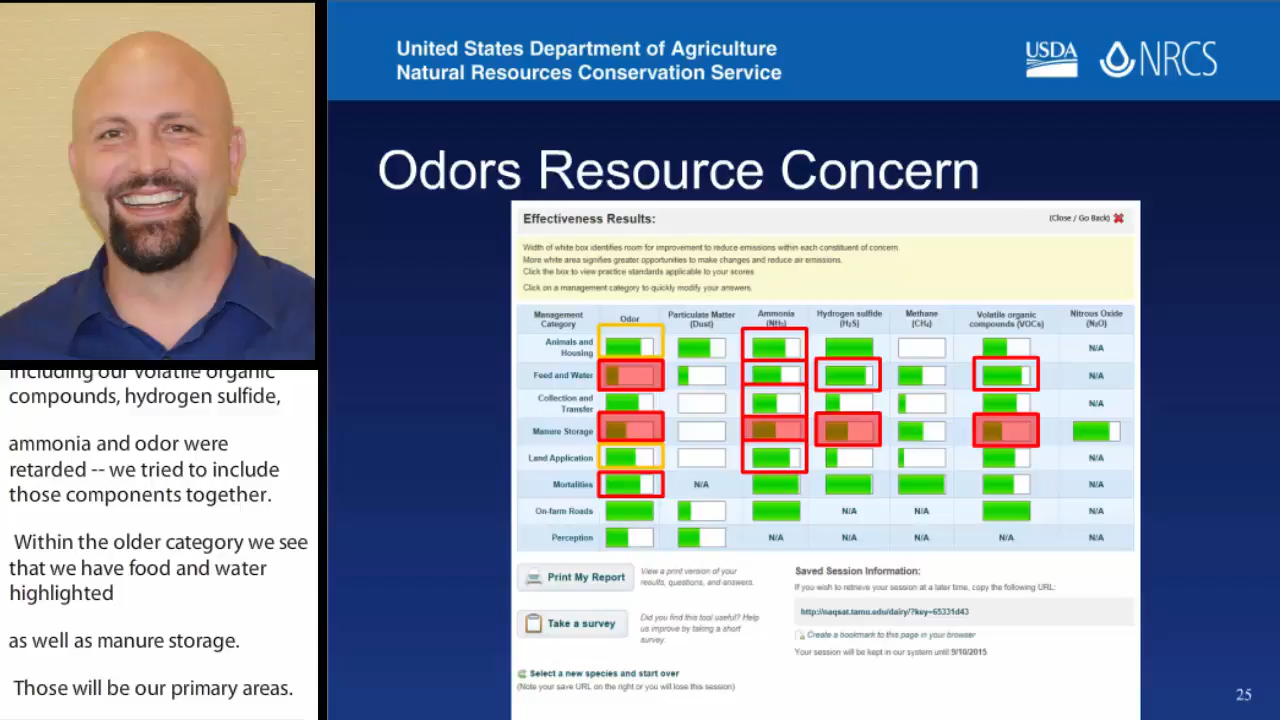 United States Department of Agriculture
Natural Resources Conservation Service
USDA
NRCS
Odors Resource Concern
Effectiveness Results:
(Close / Go Back)
Width of white box identifies room for improvement to reduce emissions within each constituent of concern.
More white area signifies greater opportunities to make changes and reduce air emissions.
Click the box to view practice standards applicable to your scores
Click on a management category to quickly modify your answers.
Management Category Odor Particulate Matter (Dust) Ammonia (NH₃) Hydrogen sulfide (H₂S) Methane (CH₄) Volatile organic compounds (VOCs) Nitrous Oxide (N₂O)
Animals and Housing N/A
Feed and Water N/A
Collection and Transfer N/A
Manure Storage
Land Application N/A
Mortalities N/A N/A
On-farm Roads N/A N/A N/A
Perception N/A N/A N/A N/A N/A
Print My Report
View a print version of your
results, questions, and answers.
Take a survey
Did you find this tool useful? Help
us improve by taking a short
survey.
Select a new species and start over
(Note your save URL on the right or you will lose this session)
Saved Session Information:
If you wish to retrieve your session at a later time, copy the following URL:
http://naqsat.tamu.edu/dairy/?key=65331d43
Create a bookmark to this page in your browser
Your session will be kept in our system until 9/10/2015
25
including our volatile organic
compounds, hydrogen sulfide,
ammonia and odor were
retarded -- we tried to include
those components together.
Within the older category we see
that we have food and water
highlighted
as well as manure storage.
Those will be our primary areas.